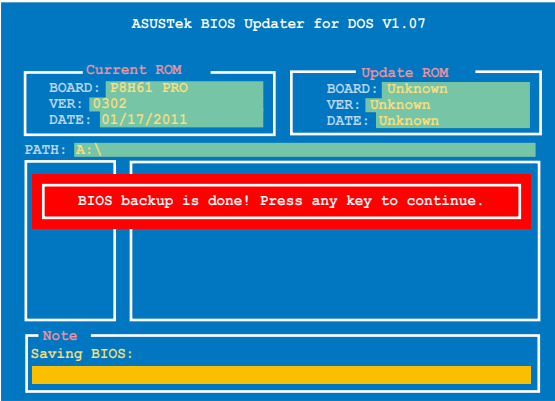 ASUSTek BIOS Updater for DOS V1.07
Current ROM
BOARD: P8H61 PRO
VER: 0302
DATE: 01/17/2011
Update ROM
BOARD: Unknown
VER: Unknown
DATE: Unknown
PATH: A:\
BIOS backup is done! Press any key to continue.
Note
Saving BIOS: